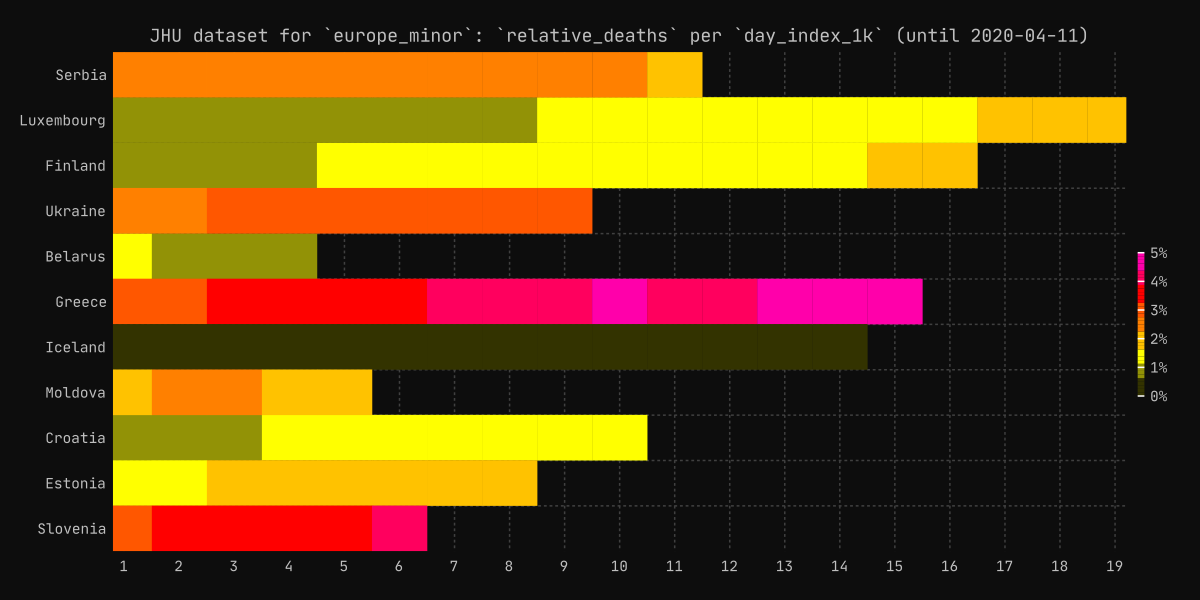 JHU dataset for `europe_minor`: `relative_deaths` per `day_index_1k` (until 2020-04-11)
Serbia
Luxembourg
Finland
Ukraine
Belarus
Greece
Iceland
Moldova
Croatia
Estonia
Slovenia
1 2 3 4 5 6 7 8 9 10 11 12 13 14 15 16 17 18 19
5%
4%
3%
2%
1%
0%